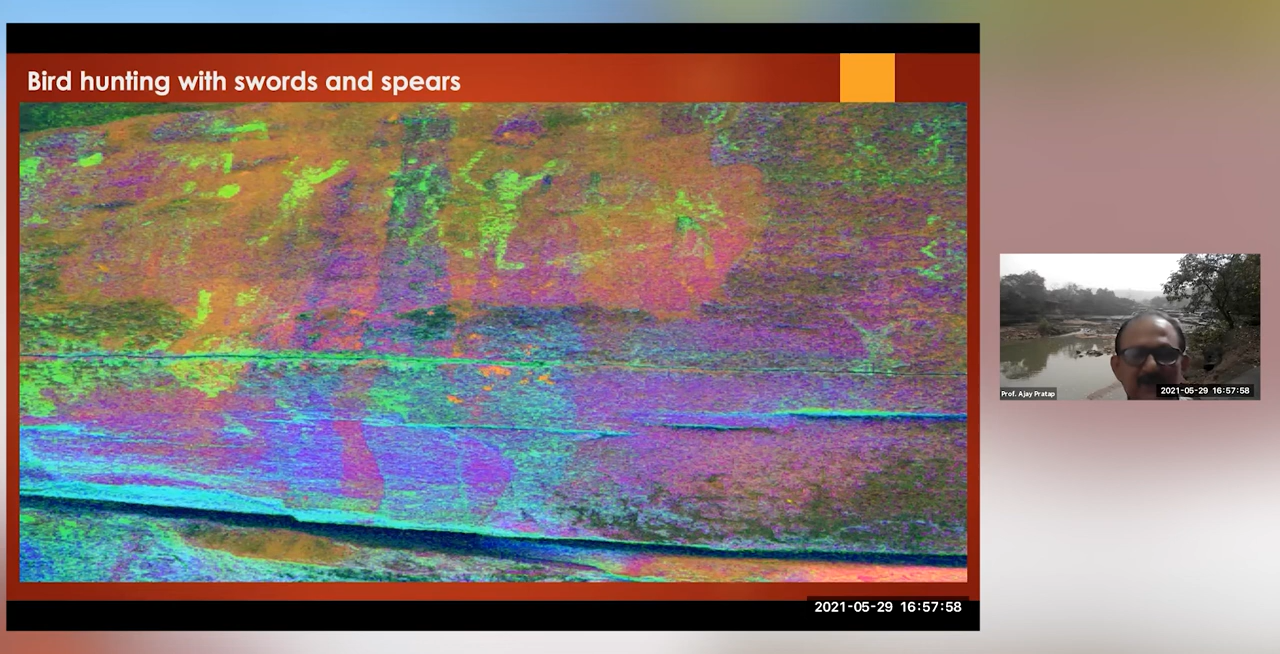 Bird hunting with swords and spears
Prof. Ajay Pratap
2021-05-29 16:57:58
2021-05-29 16:57:58